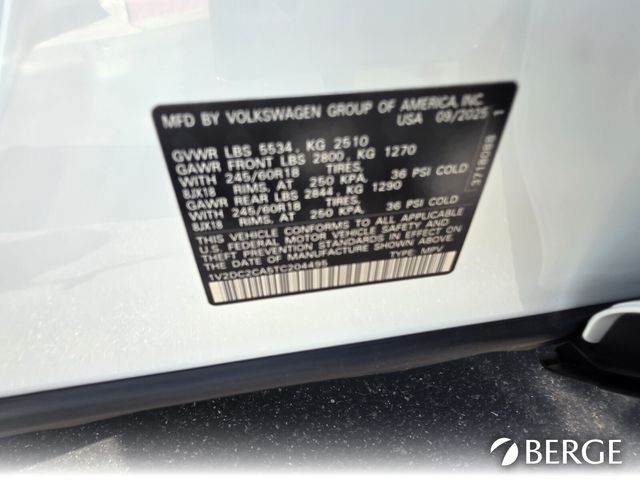 MFD BY VOLKSWAGEN GROUP OF AMERICA, INC.
USA 09/2025
GVWR LBS 5534, KG 2510
GAWR FRONT LBS 2800, KG 1270
WITH 245/60R18 TIRES,
8JX18 RIMS, AT 250 KPA, 36 PSI COLD
GAWR REAR LBS 2844, KG 1290
WITH 245/60R18 TIRES,
8JX18 RIMS, AT 250 KPA, 36 PSI COLD
THIS VEHICLE CONFORMS TO ALL APPLICABLE
U.S. FEDERAL MOTOR VEHICLE SAFETY AND
THEFT PREVENTION STANDARDS IN EFFECT ON
THE DATE OF MANUFACTURE SHOWN ABOVE.
1V2DC2CA5TC204495 TYPE: MPV
BERGE